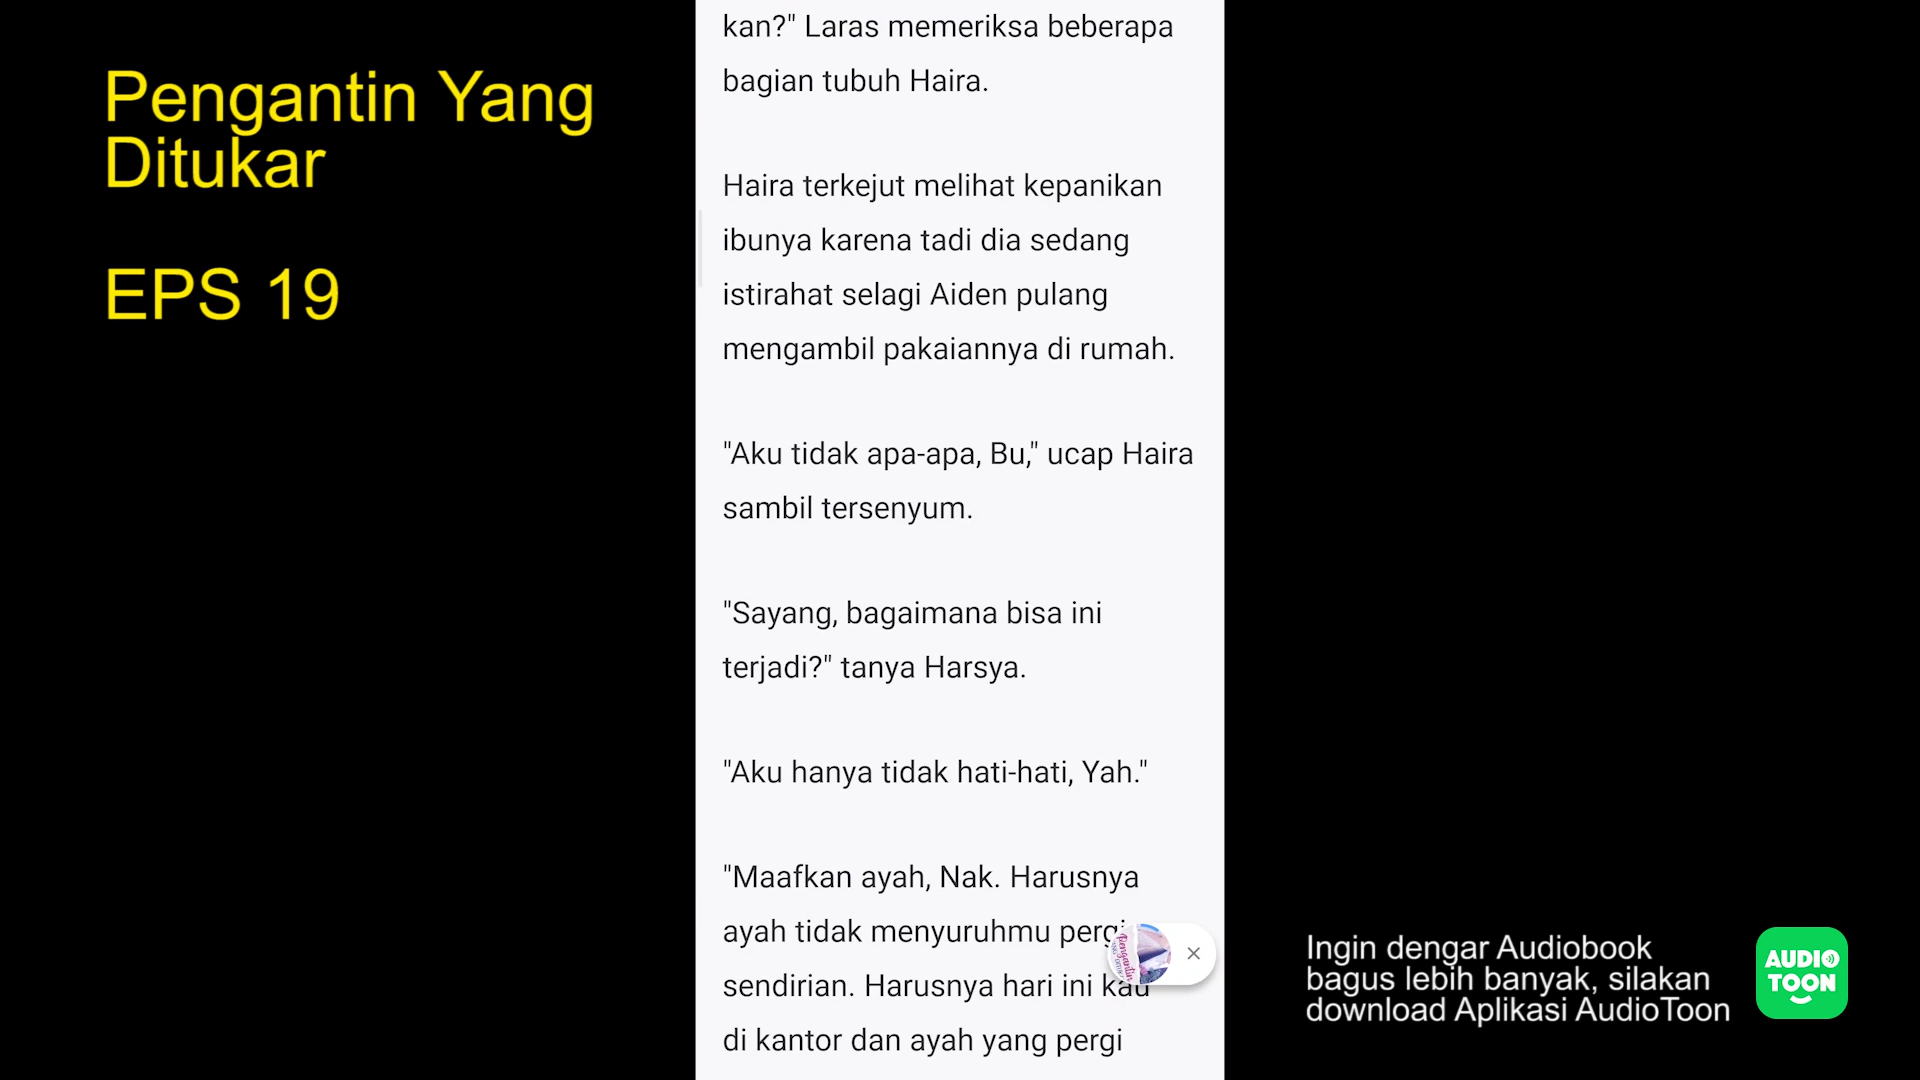 Pengantin Yang
Ditukar
EPS 19
kan?" Laras memeriksa beberapa
bagian tubuh Haira.
Haira terkejut melihat kepanikan
ibunya karena tadi dia sedang
istirahat selagi Aiden pulang
mengambil pakaiannya di rumah.
"Aku tidak apa-apa, Bu," ucap Haira
sambil tersenyum.
"Sayang, bagaimana bisa ini
terjadi?" tanya Harsya.
"Aku hanya tidak hati-hati, Yah."
"Maafkan ayah, Nak. Harusnya
ayah tidak menyuruhmu pergi
sendirian. Harusnya hari ini kau
di kantor dan ayah yang pergi
Pengantin
Ingin dengar Audiobook
bagus lebih banyak, silakan
download Aplikasi AudioToon
AUDIO
TOON